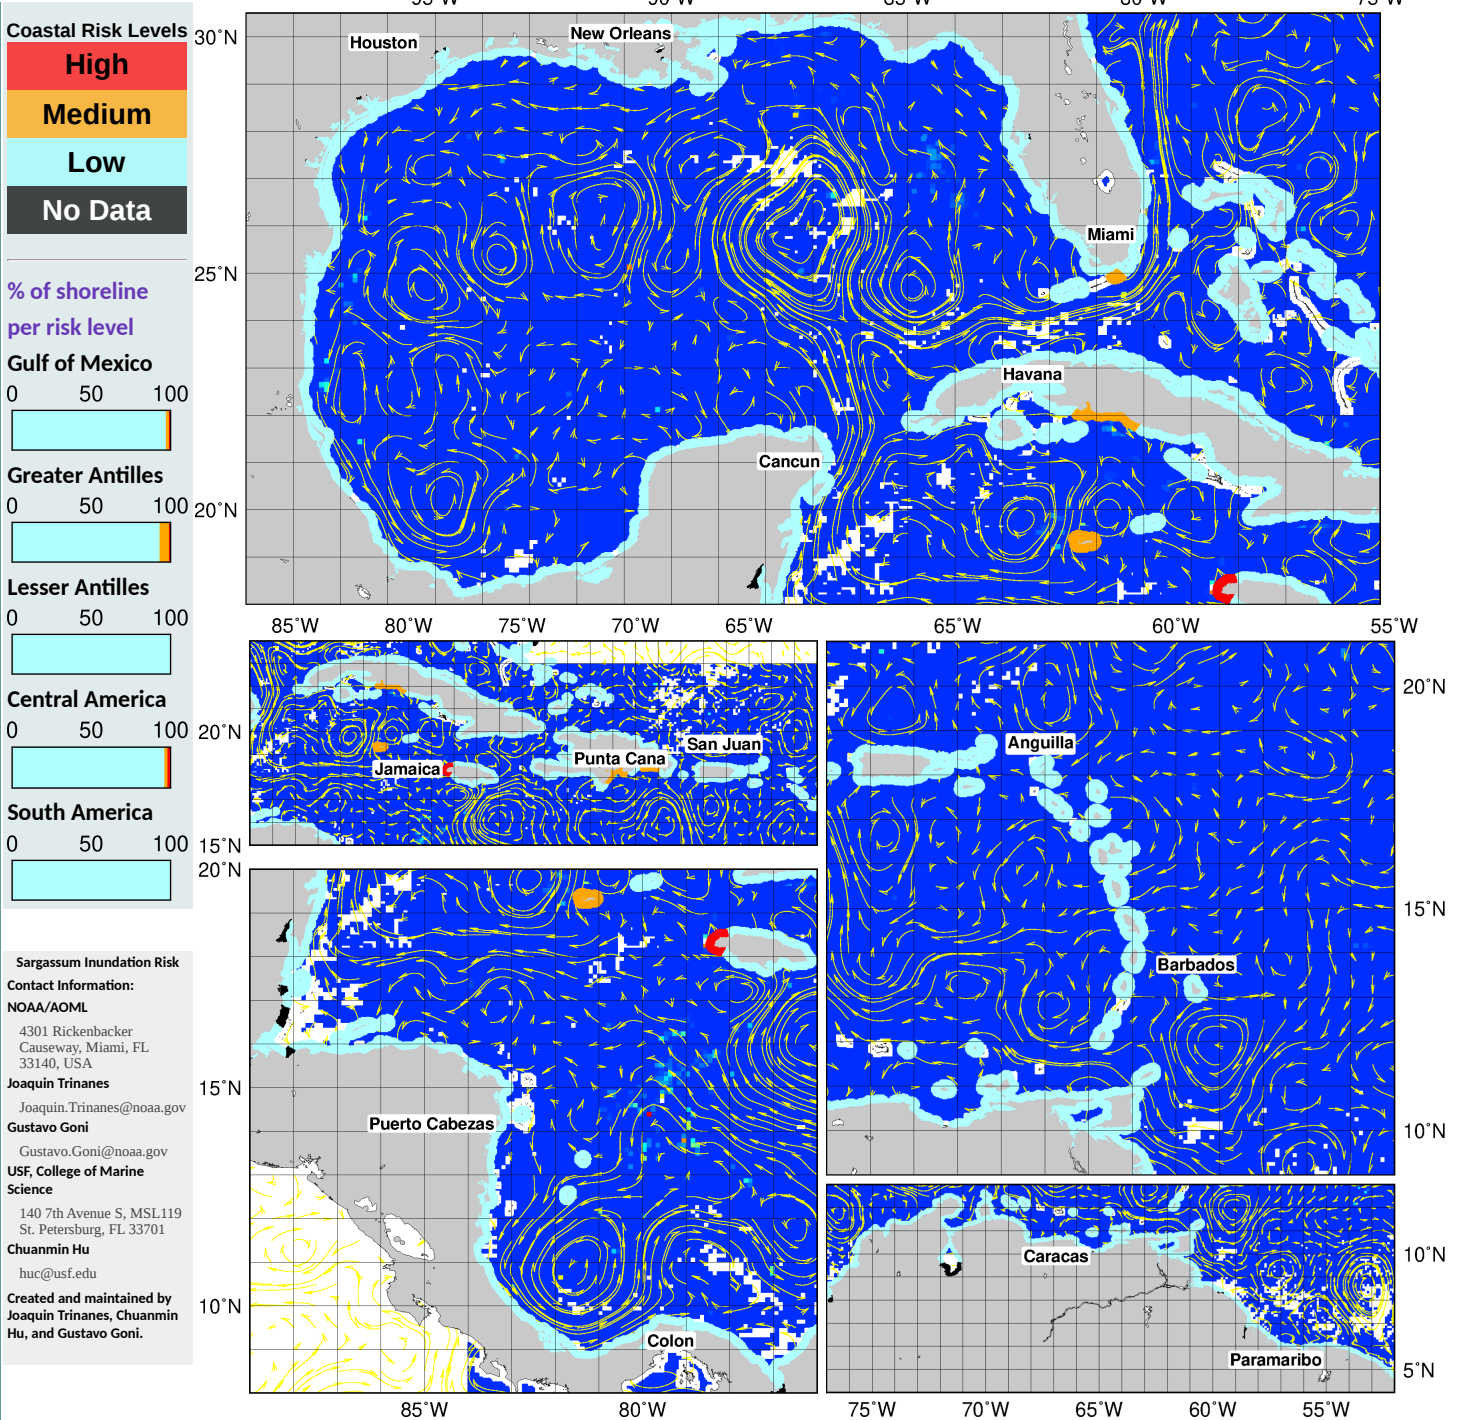 Coastal Risk Levels
High
Medium
Low
No Data
% of shoreline
per risk level
Gulf of Mexico
0 50 100
Greater Antilles
0 50 100
Lesser Antilles
0 50 100
Central America
0 50 100
South America
0 50 100
Sargassum Inundation Risk
Contact Information:
NOAA/AOML
4301 Rickenbacker
Causeway, Miami, FL
33140, USA
Joaquin Trinanes
Joaquin.Trinanes@noaa.gov
Gustavo Goni
Gustavo.Goni@noaa.gov
USF, College of Marine
Science
140 7th Avenue S, MSL119
St. Petersburg, FL 33701
Chuanmin Hu
huc@usf.edu
Created and maintained by
Joaquin Trinanes, Chuanmin
Hu, and Gustavo Goni.
95˚W 90˚W 85˚W 80˚W 75˚W
30˚N
25˚N
20˚N
Houston
New Orleans
Miami
Havana
Cancun
85˚W 80˚W 75˚W 70˚W 65˚W
20˚N
15˚N
Jamaica
Punta Cana
San Juan
65˚W 60˚W 55˚W
20˚N
15˚N
10˚N
Anguilla
Barbados
20˚N
15˚N
10˚N
Puerto Cabezas
Colon
85˚W 80˚W
Caracas
Paramaribo
10˚N
5˚N
75˚W 70˚W 65˚W 60˚W 55˚W